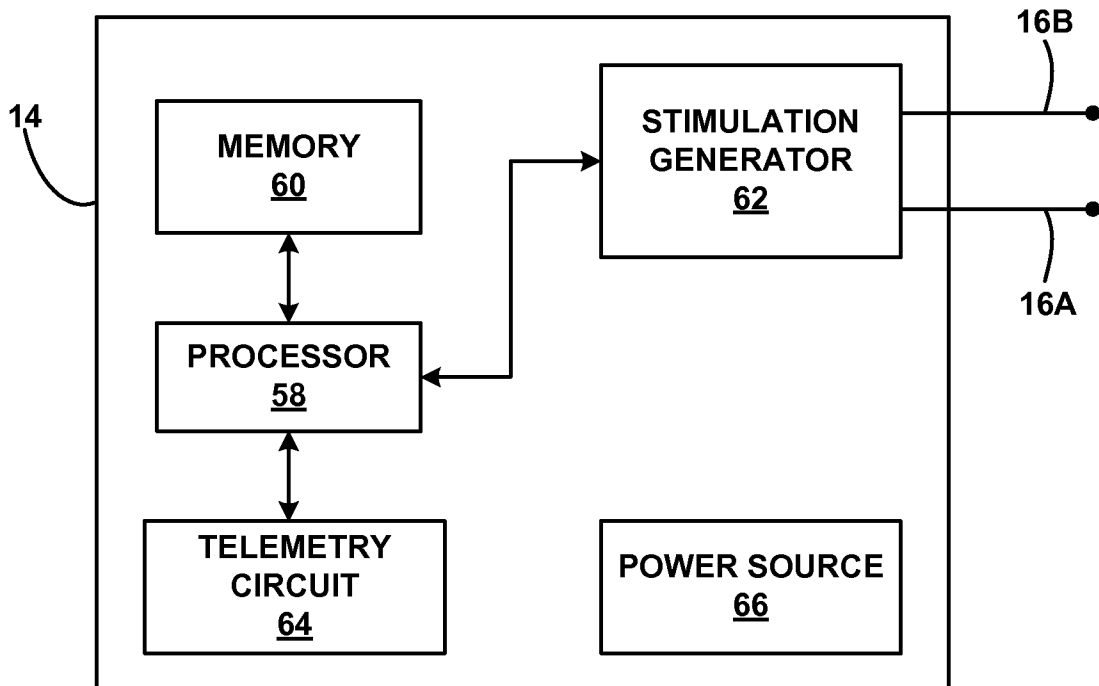 16B
14
MEMORY
60
STIMULATION
GENERATOR
62
16A
PROCESSOR
58
TELEMETRY
CIRCUIT
64
POWER SOURCE
66